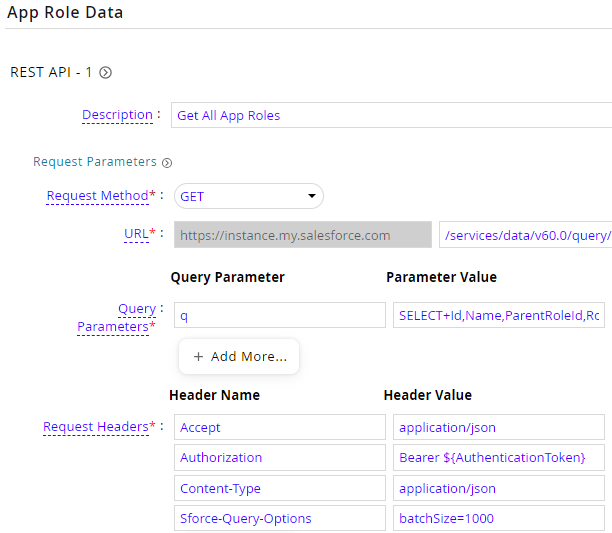 App Role Data
REST API - 1
Description : Get All App Roles
Request Parameters
Request Method* : GET
URL* : https://instance.my.salesforce.com /services/data/v60.0/query/
Query Parameter Parameter Value
Query Parameters* : q SELECT+Id,Name,ParentRoleId,Ro
+ Add More...
Header Name Header Value
Request Headers* : Accept application/json
Authorization Bearer ${AuthenticationToken}
Content-Type application/json
Sforce-Query-Options batchSize=1000